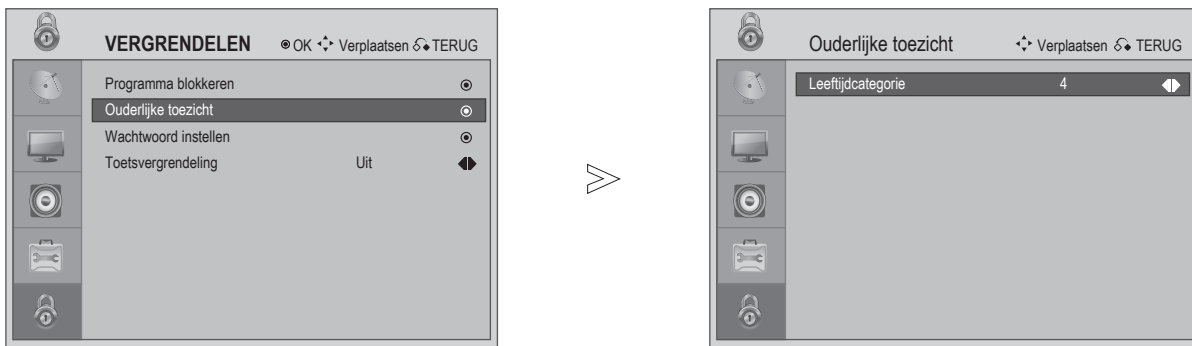 VERGRENDELEN OK Verplaatsen TERUG
Programma blokkeren
Ouderlijke toezicht
Wachtwoord instellen
Toetsvergrendeling Uit
Ouderlijke toezicht Verplaatsen TERUG
Leeftijdcategorie 4